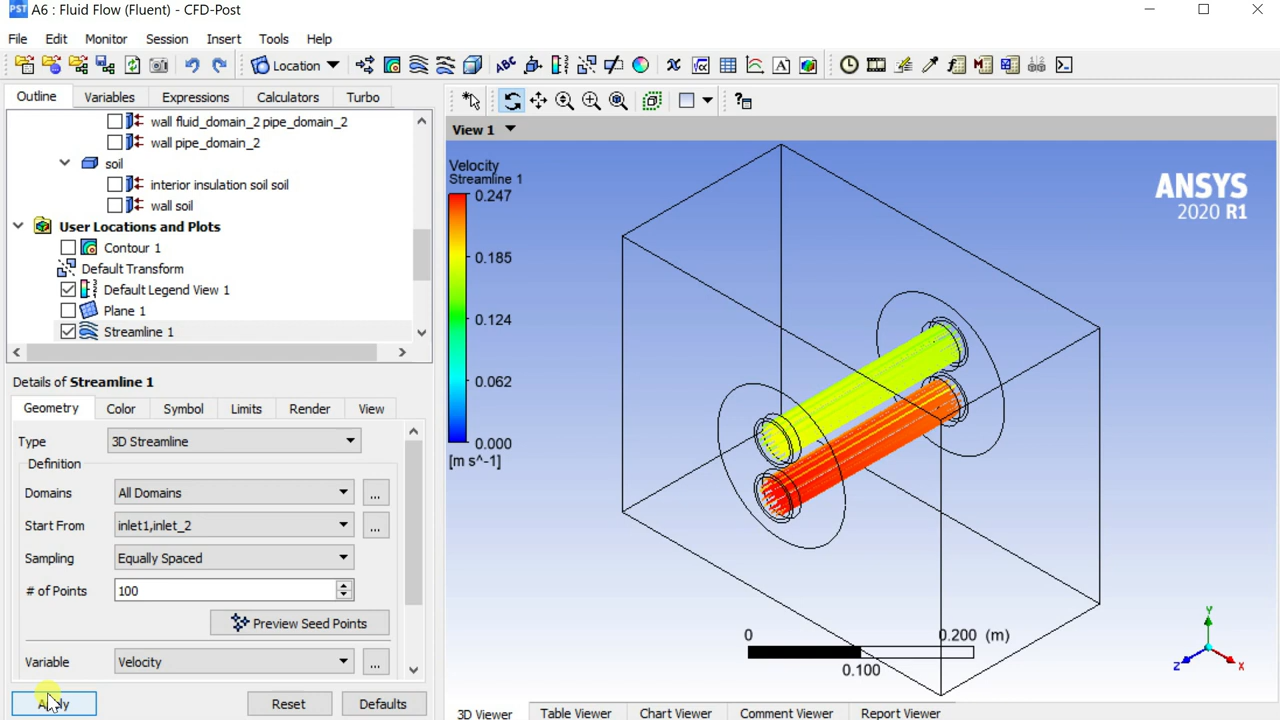 PST A6 : Fluid Flow (Fluent) - CFD-Post
File Edit Monitor Session Insert Tools Help
Location
Outline Variables Expressions Calculators Turbo
wall fluid_domain_2 pipe_domain_2
wall pipe_domain_2
soil
interior insulation soil soil
wall soil
User Locations and Plots
Contour 1
Default Transform
Default Legend View 1
Plane 1
Streamline 1
Details of Streamline 1
Geometry Color Symbol Limits Render View
Type 3D Streamline
Definition
Domains All Domains ...
Start From inlet1,inlet_2 ...
Sampling Equally Spaced
# of Points 100
Preview Seed Points
Variable Velocity ...
Apply Reset Defaults
View 1
Velocity
Streamline 1
0.247
0.185
0.124
0.062
0.000
[m s^-1]
ANSYS
2020 R1
0 0.200 (m)
0.100
Y
Z X
3D Viewer Table Viewer Chart Viewer Comment Viewer Report Viewer